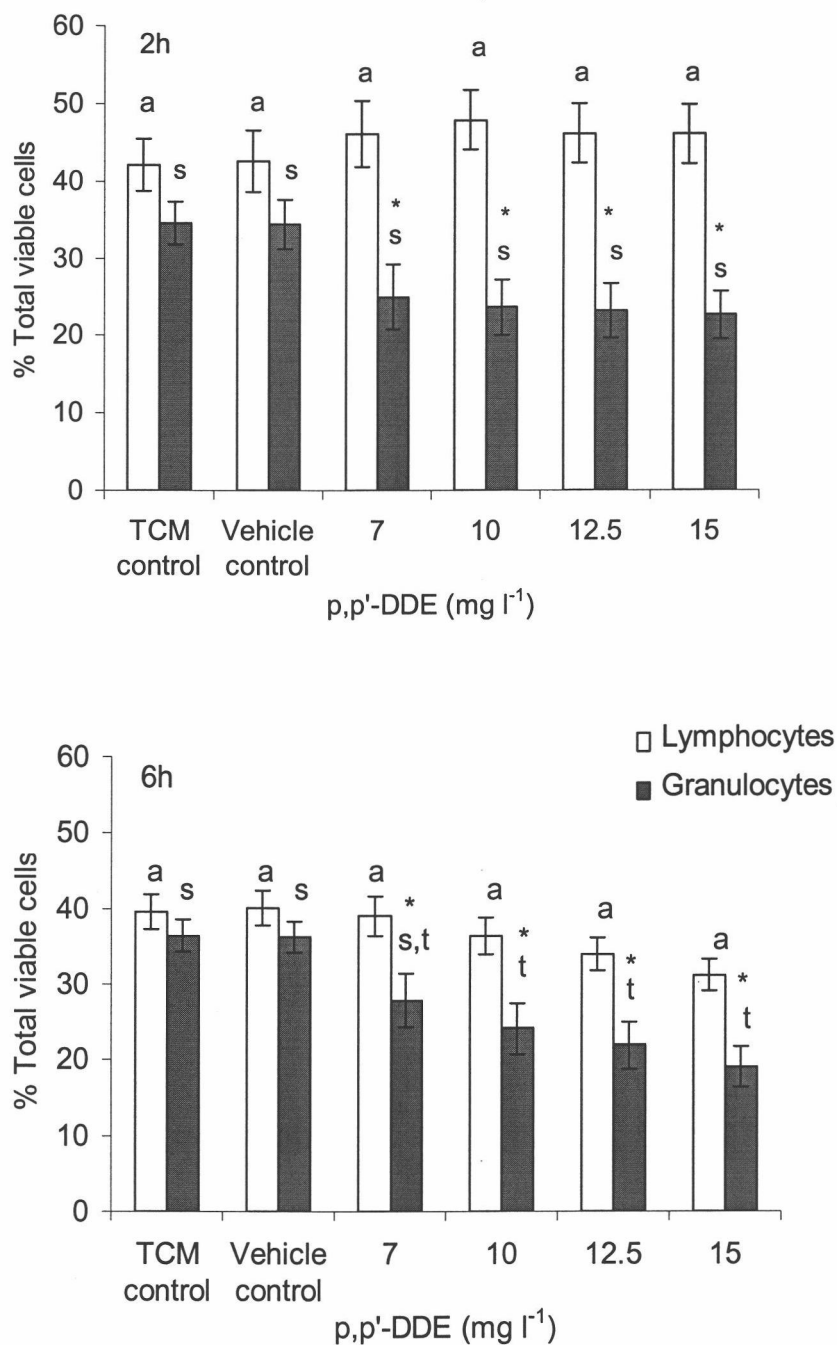 60
2h
a
a
a
a
a
a
50
s
s
40
*
*
*
*
s
s
s
s
30
20
10
0
% Total viable cells
TCM control
Vehicle control
7
10
12.5
15
p,p'-DDE (mg l⁻¹)
Lymphocytes
Granulocytes
60
6h
50
a
s
a
s
a
*
s,t
a
*
t
a
*
t
a
*
t
40
30
20
10
0
% Total viable cells
TCM control
Vehicle control
7
10
12.5
15
p,p'-DDE (mg l⁻¹)